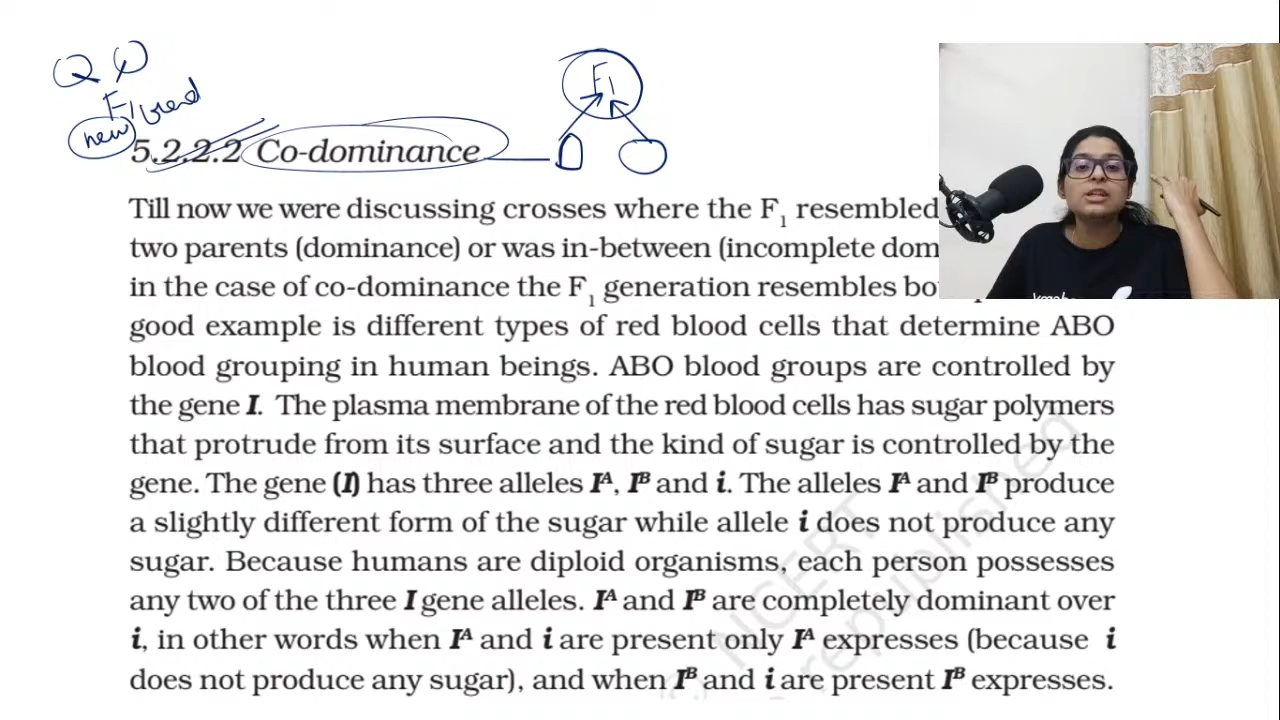 F1
F1 trend
new
5.2.2.2 Co-dominance
Till now we were discussing crosses where the F1 resembled
two parents (dominance) or was in-between (incomplete dom
in the case of co-dominance the F1 generation resembles bo
good example is different types of red blood cells that determine ABO
blood grouping in human beings. ABO blood groups are controlled by
the gene I. The plasma membrane of the red blood cells has sugar polymers
that protrude from its surface and the kind of sugar is controlled by the
gene. The gene (I) has three alleles Iᴬ, Iᴮ and i. The alleles Iᴬ and Iᴮ produce
a slightly different form of the sugar while allele i does not produce any
sugar. Because humans are diploid organisms, each person possesses
any two of the three I gene alleles. Iᴬ and Iᴮ are completely dominant over
i, in other words when Iᴬ and i are present only Iᴬ expresses (because i
does not produce any sugar), and when Iᴮ and i are present Iᴮ expresses.
NCERT
republished